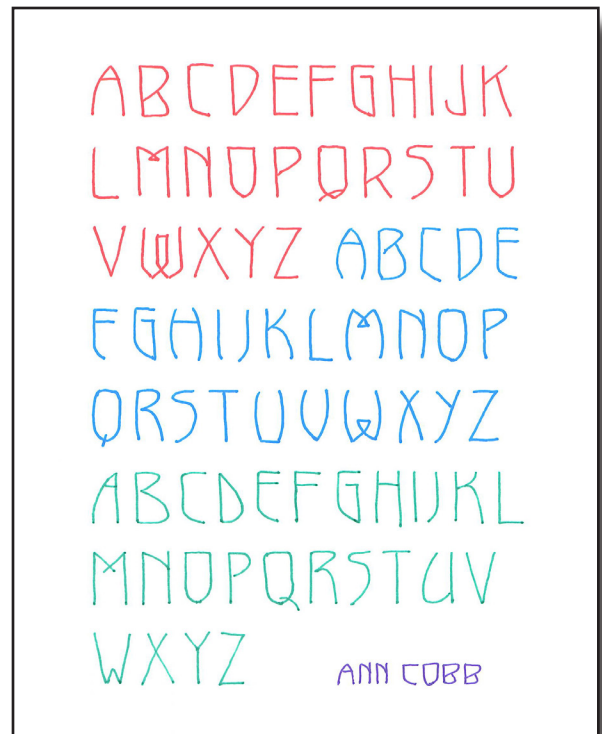 ABCDEFGHIJK
LMNOPQRSTU
VWXYZ ABCDE
FGHIJKLMNOP
QRSTUVWXYZ
ABCDEFGHIJKL
MNOPQRSTUV
WXYZ ANN COBB